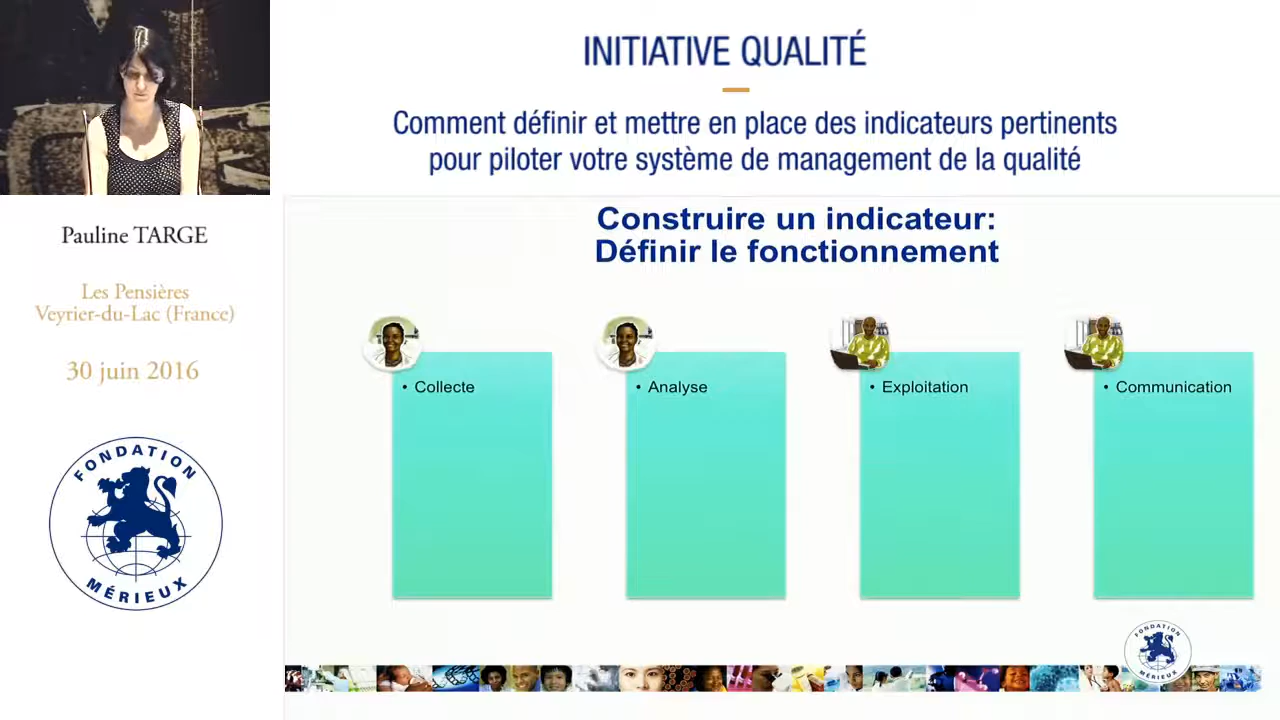 INITIATIVE QUALITÉ
Comment définir et mettre en place des indicateurs pertinents
pour piloter votre système de management de la qualité
Pauline TARGE
Les Pensières
Veyrier-du-Lac (France)
30 juin 2016
FONDATION
MÉRIEUX
Construire un indicateur:
Définir le fonctionnement
• Collecte
• Analyse
• Exploitation
• Communication
FONDATION
MÉRIEUX